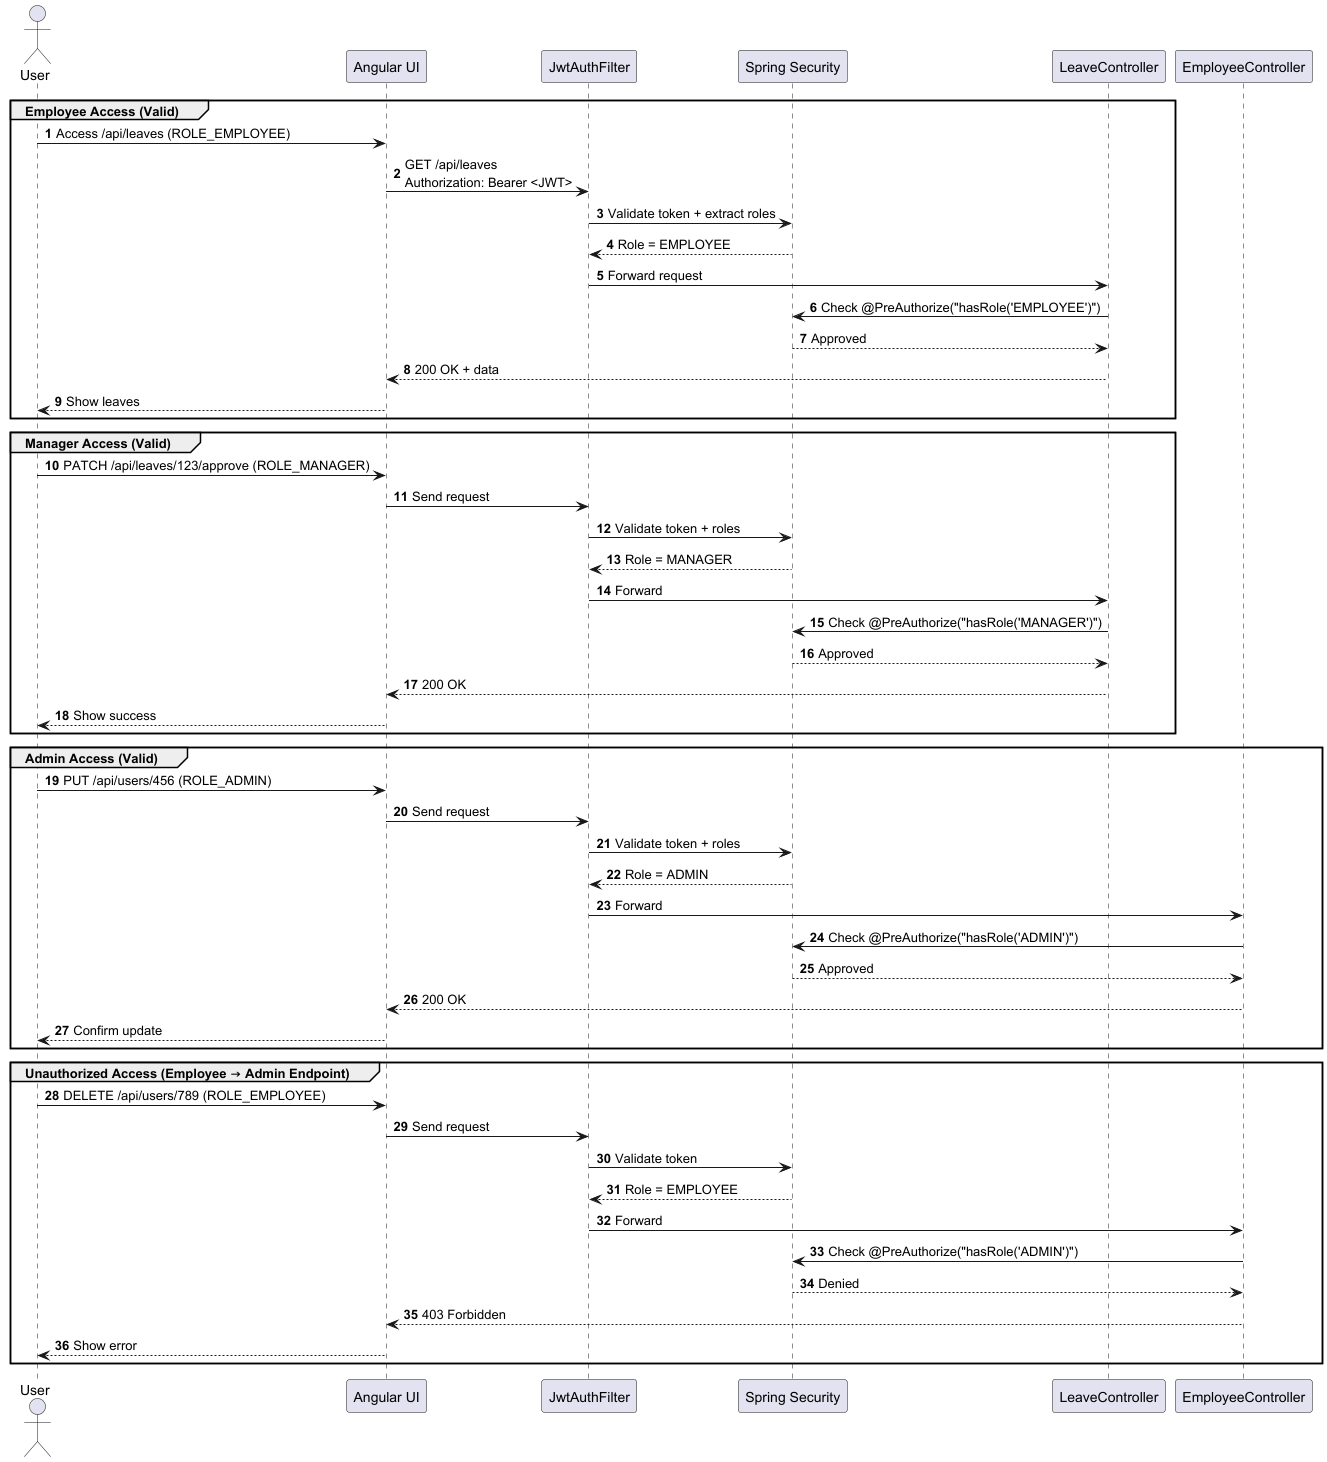 User
Angular UI
JwtAuthFilter
Spring Security
LeaveController
EmployeeController
Employee Access (Valid)
1 Access /api/leaves (ROLE_EMPLOYEE)
2 GET /api/leaves
Authorization: Bearer <JWT>
3 Validate token + extract roles
4 Role = EMPLOYEE
5 Forward request
6 Check @PreAuthorize("hasRole('EMPLOYEE')")
7 Approved
8 200 OK + data
9 Show leaves
Manager Access (Valid)
10 PATCH /api/leaves/123/approve (ROLE_MANAGER)
11 Send request
12 Validate token + roles
13 Role = MANAGER
14 Forward
15 Check @PreAuthorize("hasRole('MANAGER')")
16 Approved
17 200 OK
18 Show success
Admin Access (Valid)
19 PUT /api/users/456 (ROLE_ADMIN)
20 Send request
21 Validate token + roles
22 Role = ADMIN
23 Forward
24 Check @PreAuthorize("hasRole('ADMIN')")
25 Approved
26 200 OK
27 Confirm update
Unauthorized Access (Employee → Admin Endpoint)
28 DELETE /api/users/789 (ROLE_EMPLOYEE)
29 Send request
30 Validate token
31 Role = EMPLOYEE
32 Forward
33 Check @PreAuthorize("hasRole('ADMIN')")
34 Denied
35 403 Forbidden
36 Show error
User
Angular UI
JwtAuthFilter
Spring Security
LeaveController
EmployeeController